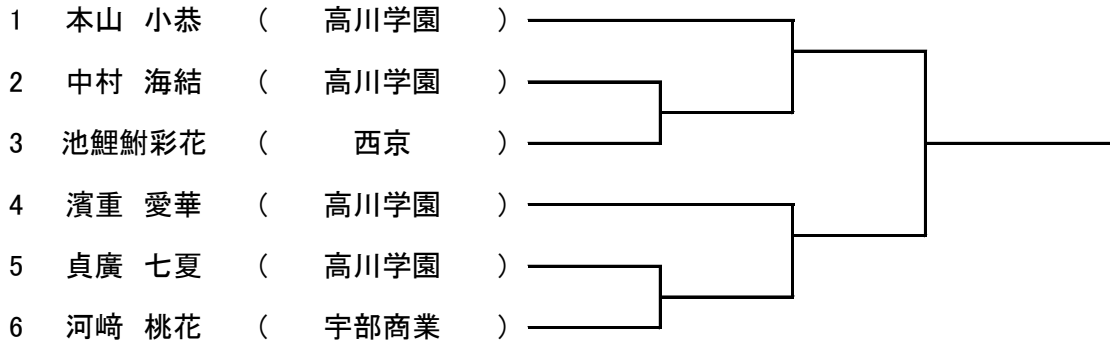 1 本山 小恭 ( 高川学園 )
2 中村 海結 ( 高川学園 )
3 池鯉鮒彩花 ( 西京 )
4 濱重 愛華 ( 高川学園 )
5 貞廣 七夏 ( 高川学園 )
6 河﨑 桃花 ( 宇部商業 )